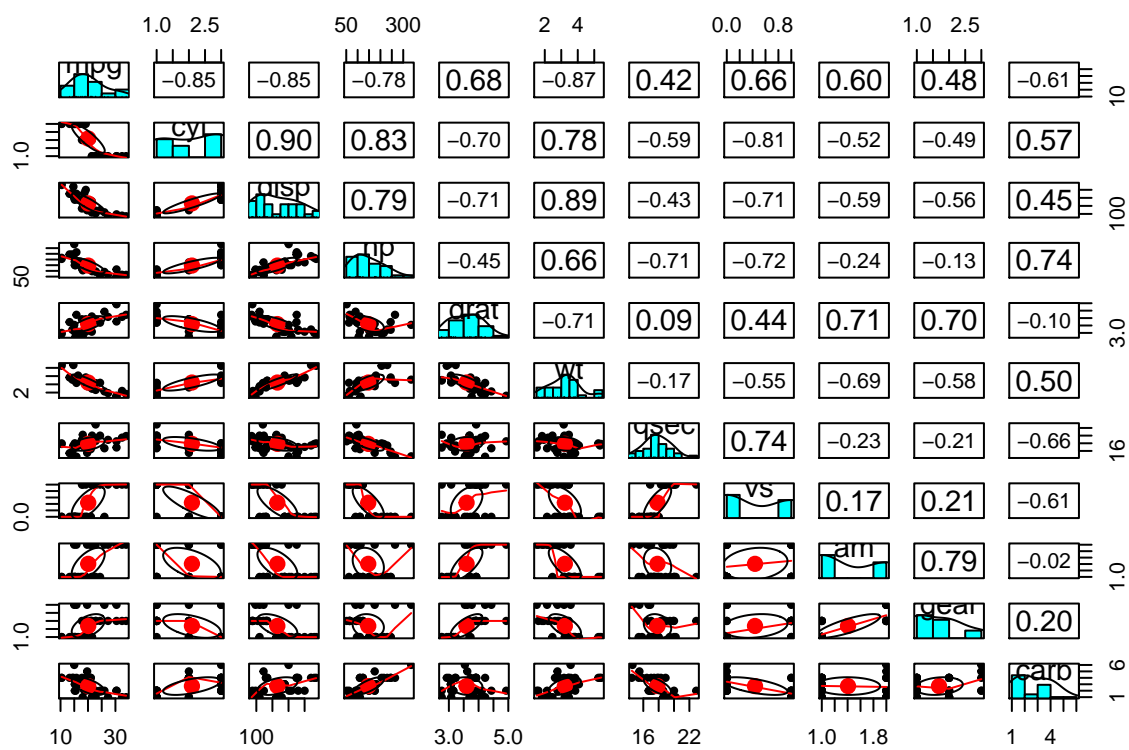 1.0 2.5 50 300 2 4 0.0 0.8 1.0 2.5
mpg −0.85 −0.85 −0.78 0.68 −0.87 0.42 0.66 0.60 0.48 −0.61 10
1.0 cyl 0.90 0.83 −0.70 0.78 −0.59 −0.81 −0.52 −0.49 0.57
disp 0.79 −0.71 0.89 −0.43 −0.71 −0.59 −0.56 0.45 100
50 hp −0.45 0.66 −0.71 −0.72 −0.24 −0.13 0.74
drat −0.71 0.09 0.44 0.71 0.70 −0.10 3.0
2 wt −0.17 −0.55 −0.69 −0.58 0.50
qsec 0.74 −0.23 −0.21 −0.66 16
0.0 vs 0.17 0.21 −0.61
am 0.79 −0.02 1.0
1.0 gear 0.20
carb 1 6
10 30 100 3.0 5.0 16 22 1.0 1.8 1 4